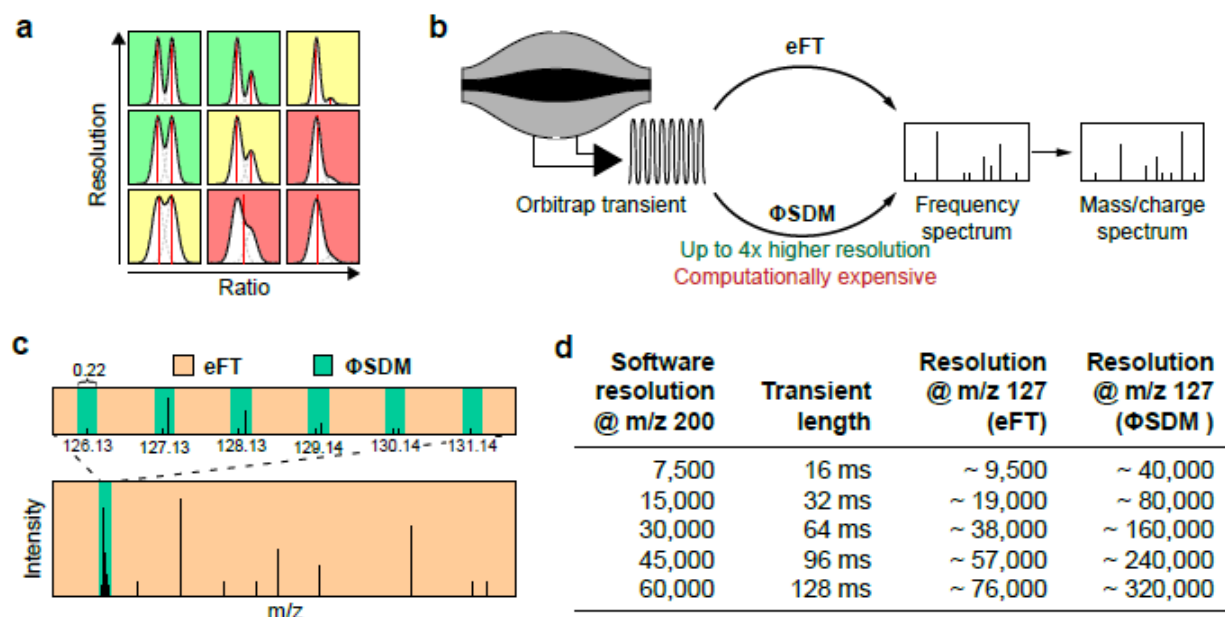 a
Resolution
Ratio
b
eFT
Orbitrap transient
ΦSDM
Up to 4x higher resolution
Computationally expensive
Frequency
spectrum
Mass/charge
spectrum
c
eFT
ΦSDM
0.22
126.13
127.13
128.13
129.14
130.14
131.14
Intensity
m/z
d
Software
resolution
@ m/z 200
Transient
length
Resolution
@ m/z 127
(eFT)
Resolution
@ m/z 127
(ΦSDM )
7,500 16 ms ~ 9,500 ~ 40,000
15,000 32 ms ~ 19,000 ~ 80,000
30,000 64 ms ~ 38,000 ~ 160,000
45,000 96 ms ~ 57,000 ~ 240,000
60,000 128 ms ~ 76,000 ~ 320,000